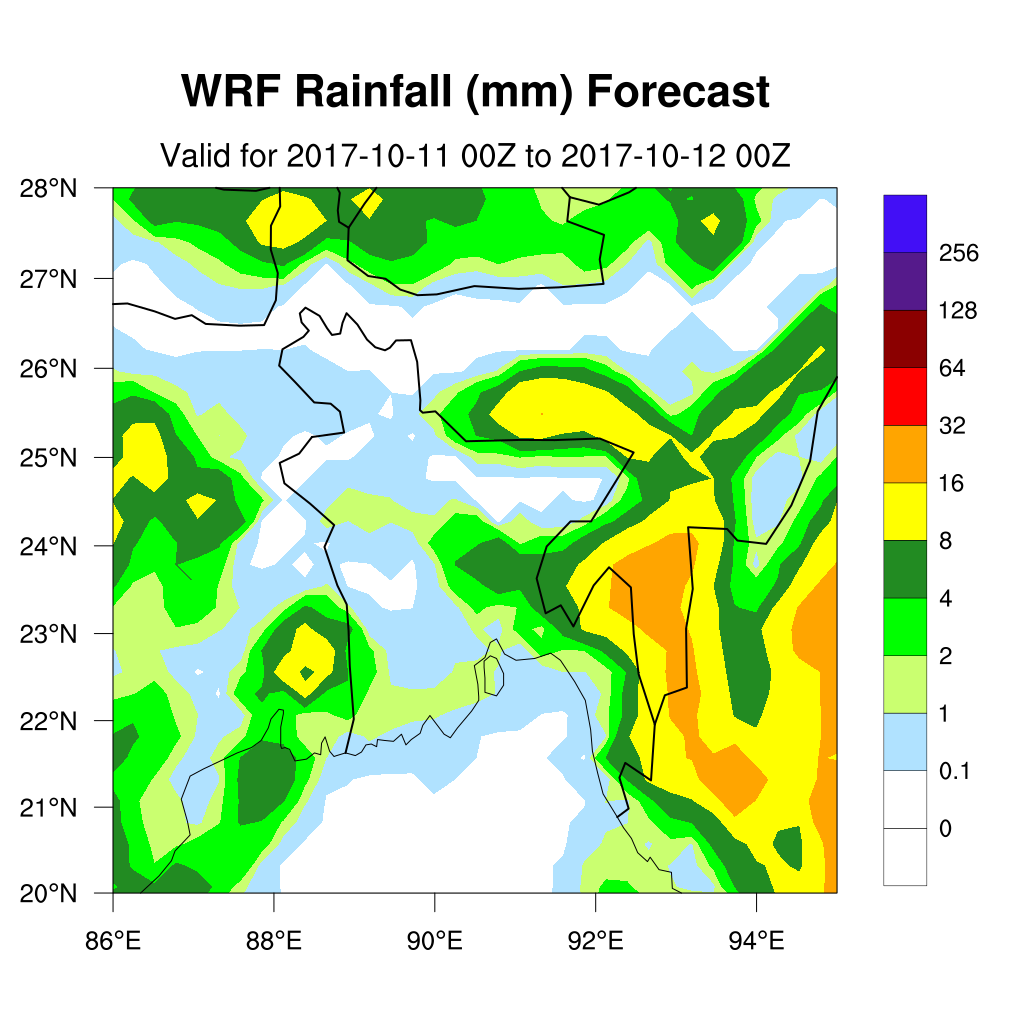 WRF Rainfall (mm) Forecast
Valid for 2017-10-11 00Z to 2017-10-12 00Z
28°N
27°N
26°N
25°N
24°N
23°N
22°N
21°N
20°N
86°E 88°E 90°E 92°E 94°E
256
128
64
32
16
8
4
2
1
0.1
0